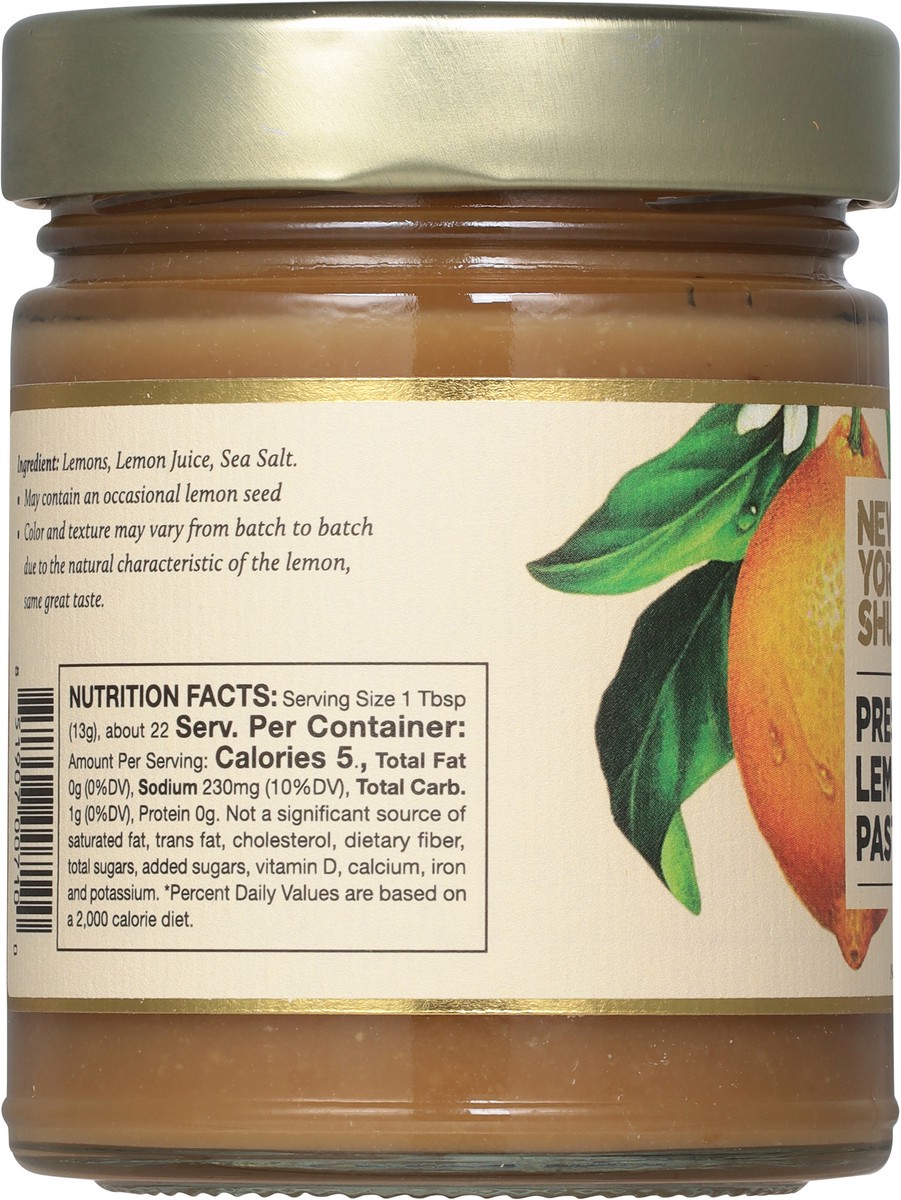 Ingredient: Lemons, Lemon Juice, Sea Salt.
• May contain an occasional lemon seed
• Color and texture may vary from batch to batch
due to the natural characteristic of the lemon,
same great taste.
NUTRITION FACTS: Serving Size 1 Tbsp
(13g), about 22 Serv. Per Container:
Amount Per Serving: Calories 5., Total Fat
0g (0%DV), Sodium 230mg (10%DV), Total Carb.
1g (0%DV), Protein 0g. Not a significant source of
saturated fat, trans fat, cholesterol, dietary fiber,
total sugars, added sugars, vitamin D, calcium, iron
and potassium. *Percent Daily Values are based on
a 2,000 calorie diet.
NEW
YOR
SHU
PRE
LEM
PAS